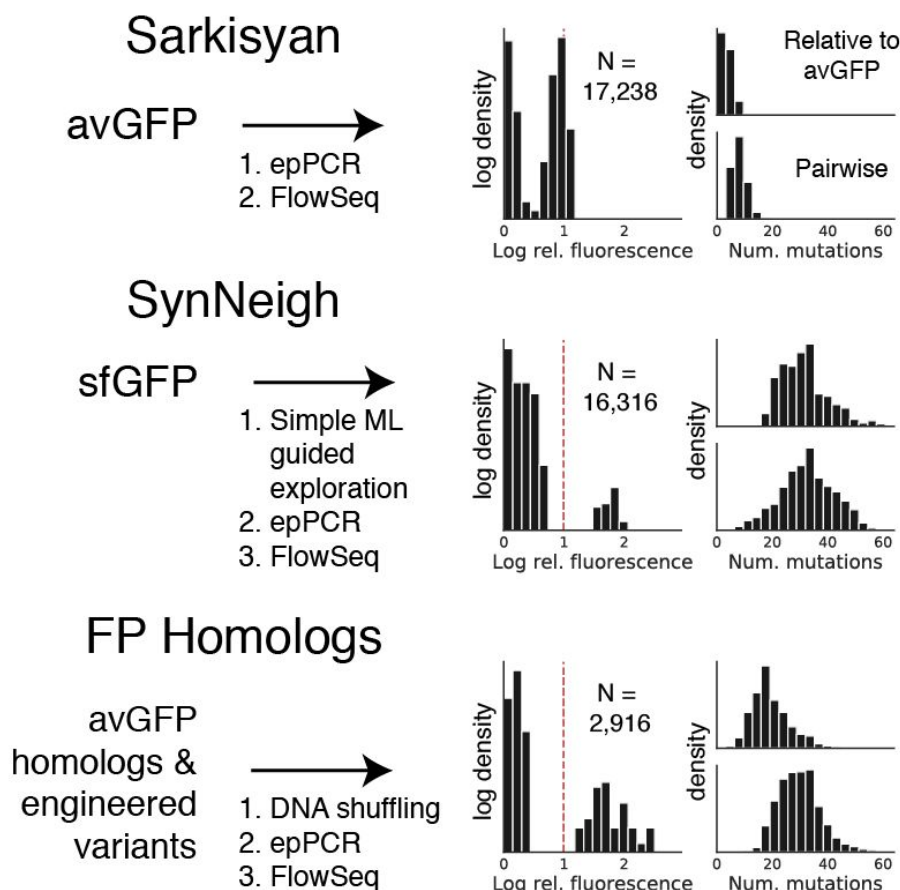 Sarkisyan
avGFP
1. epPCR
2. FlowSeq
log density
N =
17,238
0 1 2
Log rel. fluorescence
density
Relative to
avGFP
Pairwise
0 20 40 60
Num. mutations
SynNeigh
sfGFP
1. Simple ML
guided
exploration
2. epPCR
3. FlowSeq
log density
N =
16,316
0 1 2
Log rel. fluorescence
density
0 20 40 60
Num. mutations
FP Homologs
avGFP
homologs &
engineered
variants
1. DNA shuffling
2. epPCR
3. FlowSeq
log density
N =
2,916
0 1 2
Log rel. fluorescence
density
0 20 40 60
Num. mutations